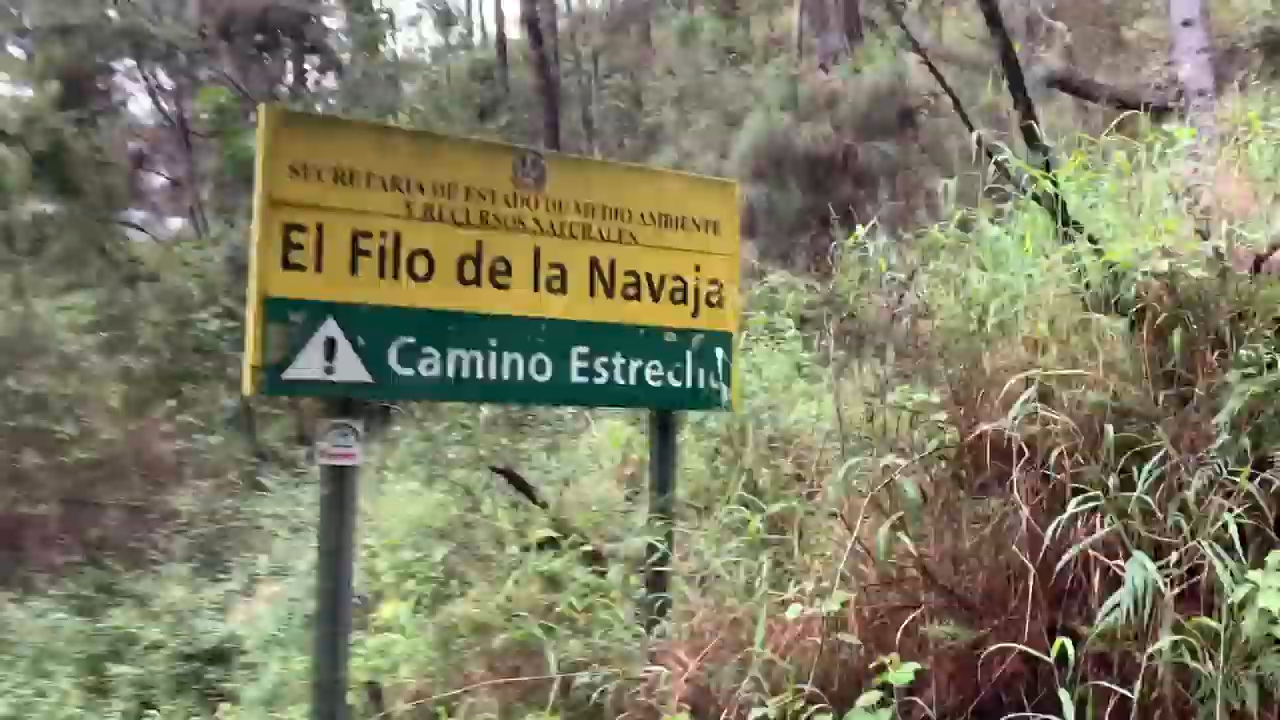 SECRETARIA DE ESTADO DE MEDIO AMBIENTE
Y RECURSOS NATURALES
El Filo de la Navaja
! Camino Estrecho